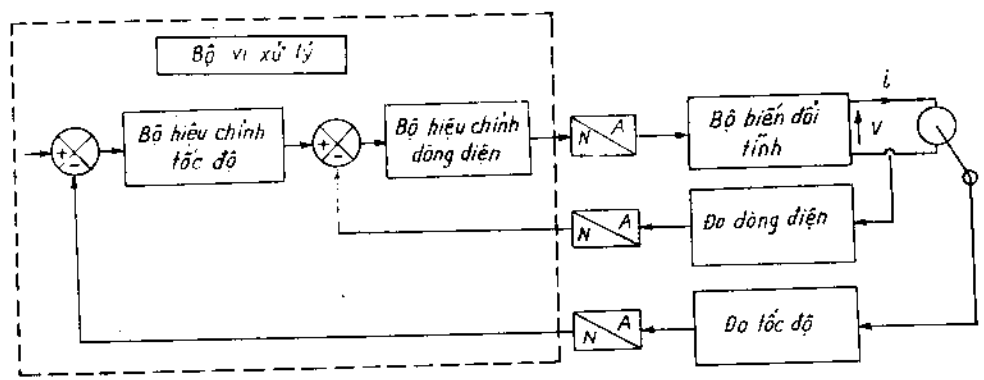 Bộ vi xử lý
i
Bộ hiệu chỉnh
tốc độ
Bộ hiệu chỉnh
dòng điện
N A
Bộ biến đổi
tĩnh
V
+
-
+
-
N A
Đo dòng điện
N A
Đo tốc độ